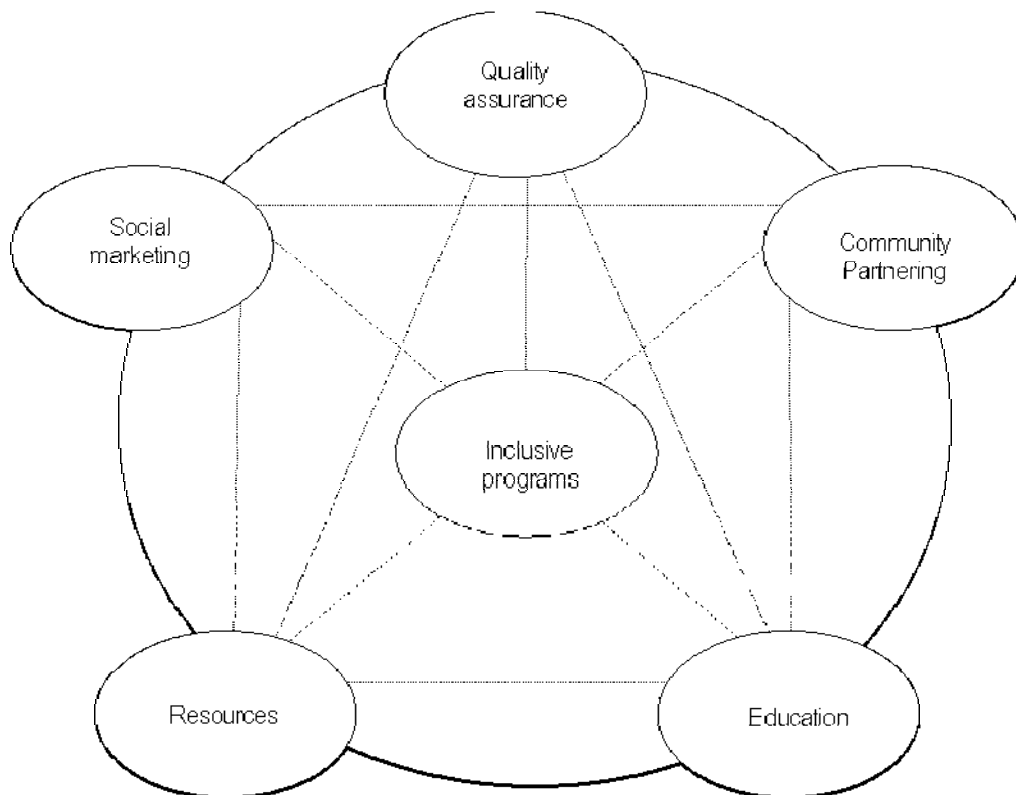 Quality
assurance
Social
marketing
Community
Partnering
Inclusive
programs
Resources
Education